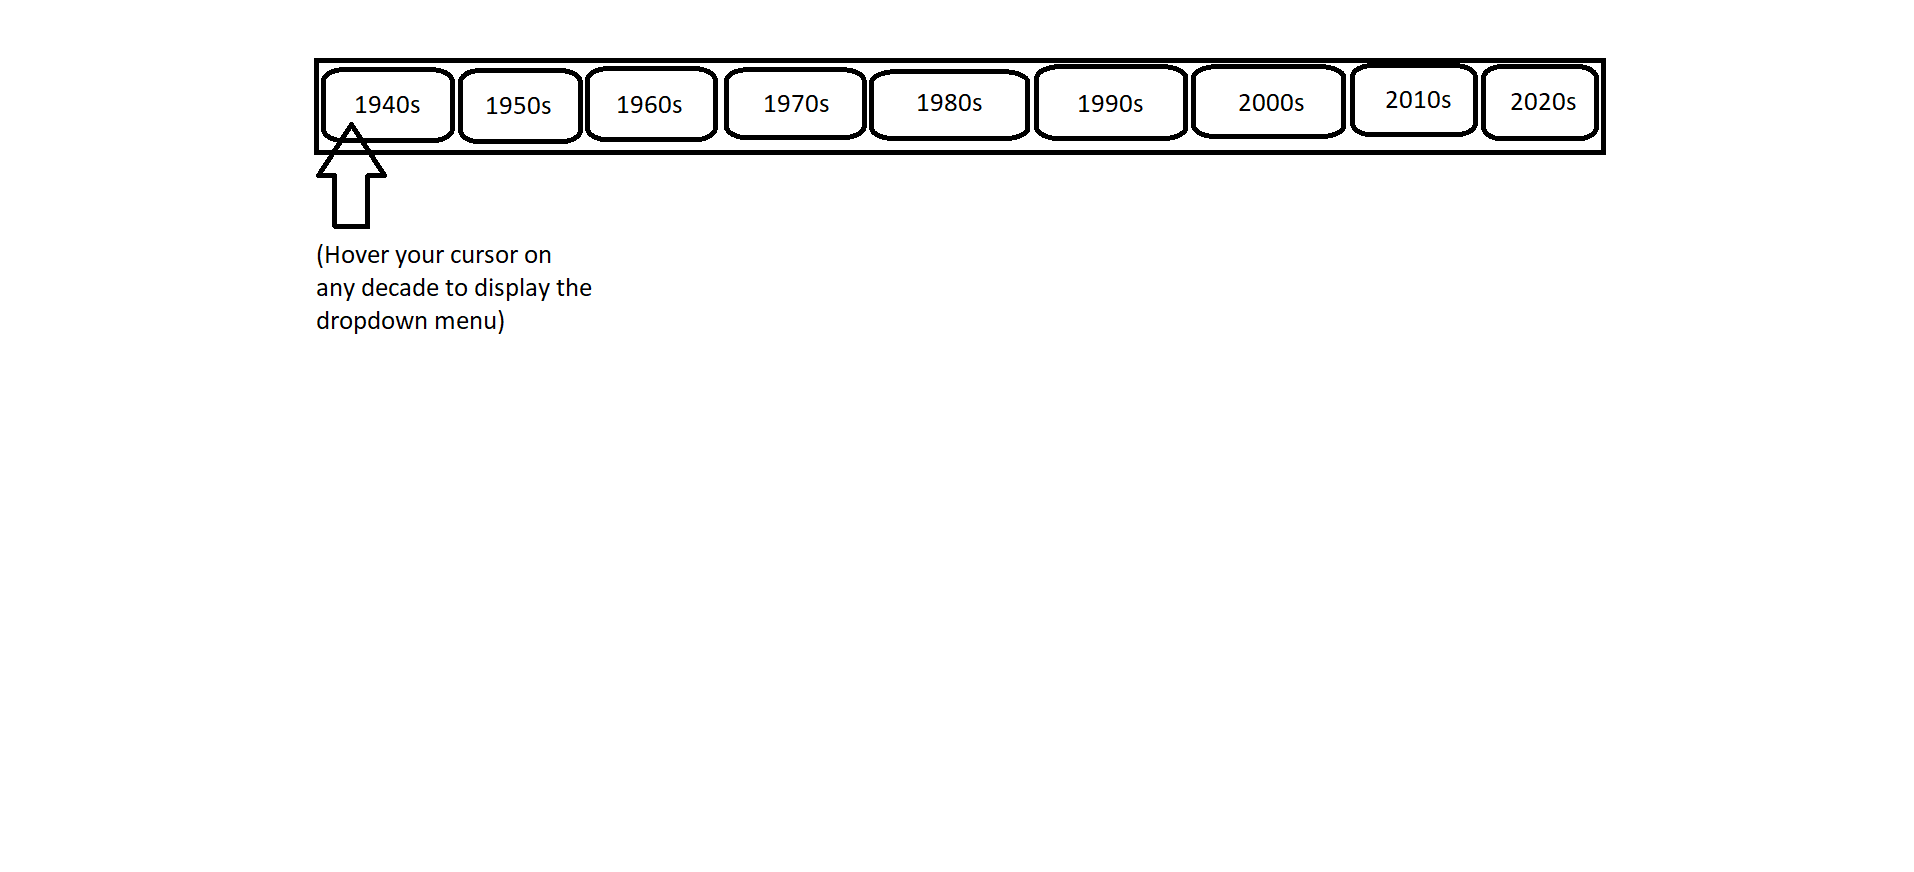 1940s 1950s 1960s 1970s 1980s 1990s 2000s 2010s 2020s
(Hover your cursor on
any decade to display the
dropdown menu)